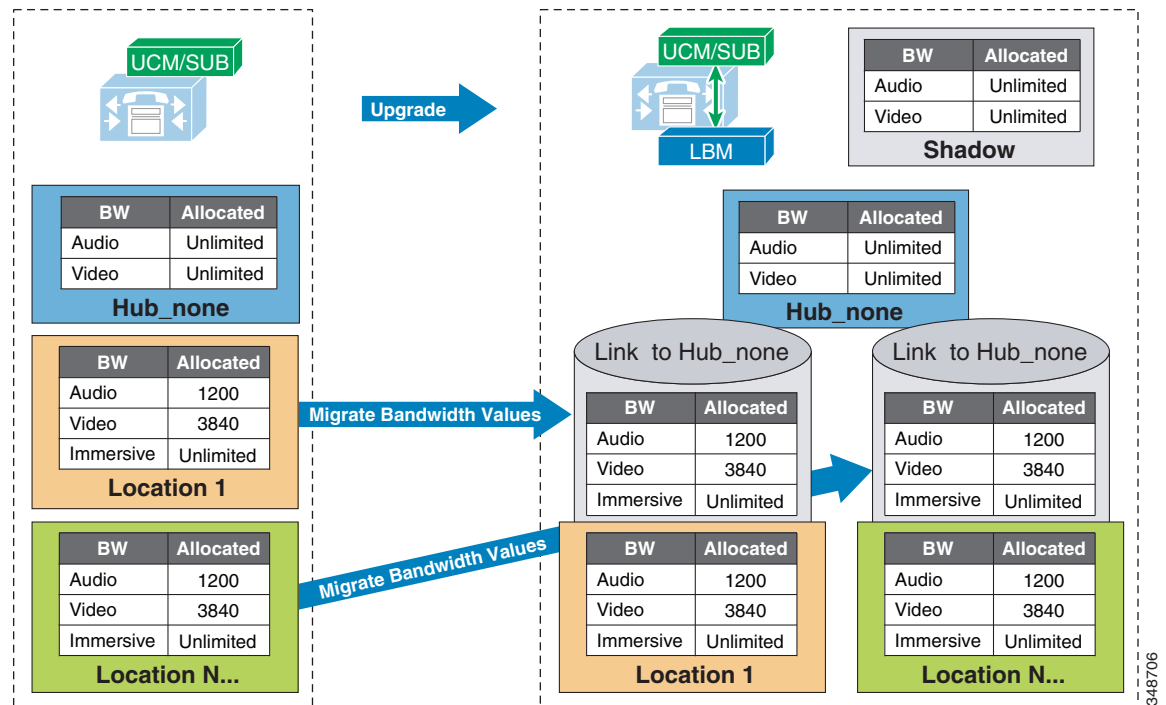 UCM/SUB
BW Allocated
Audio Unlimited
Video Unlimited
Hub_none
BW Allocated
Audio 1200
Video 3840
Immersive Unlimited
Location 1
BW Allocated
Audio 1200
Video 3840
Immersive Unlimited
Location N...
Upgrade
Migrate Bandwidth Values
Migrate Bandwidth Values
UCM/SUB
LBM
BW Allocated
Audio Unlimited
Video Unlimited
Shadow
BW Allocated
Audio Unlimited
Video Unlimited
Hub_none
Link to Hub_none
BW Allocated
Audio 1200
Video 3840
Immersive Unlimited
BW Allocated
Audio 1200
Video 3840
Immersive Unlimited
Location 1
Link to Hub_none
BW Allocated
Audio 1200
Video 3840
Immersive Unlimited
BW Allocated
Audio 1200
Video 3840
Immersive Unlimited
Location N...
348706